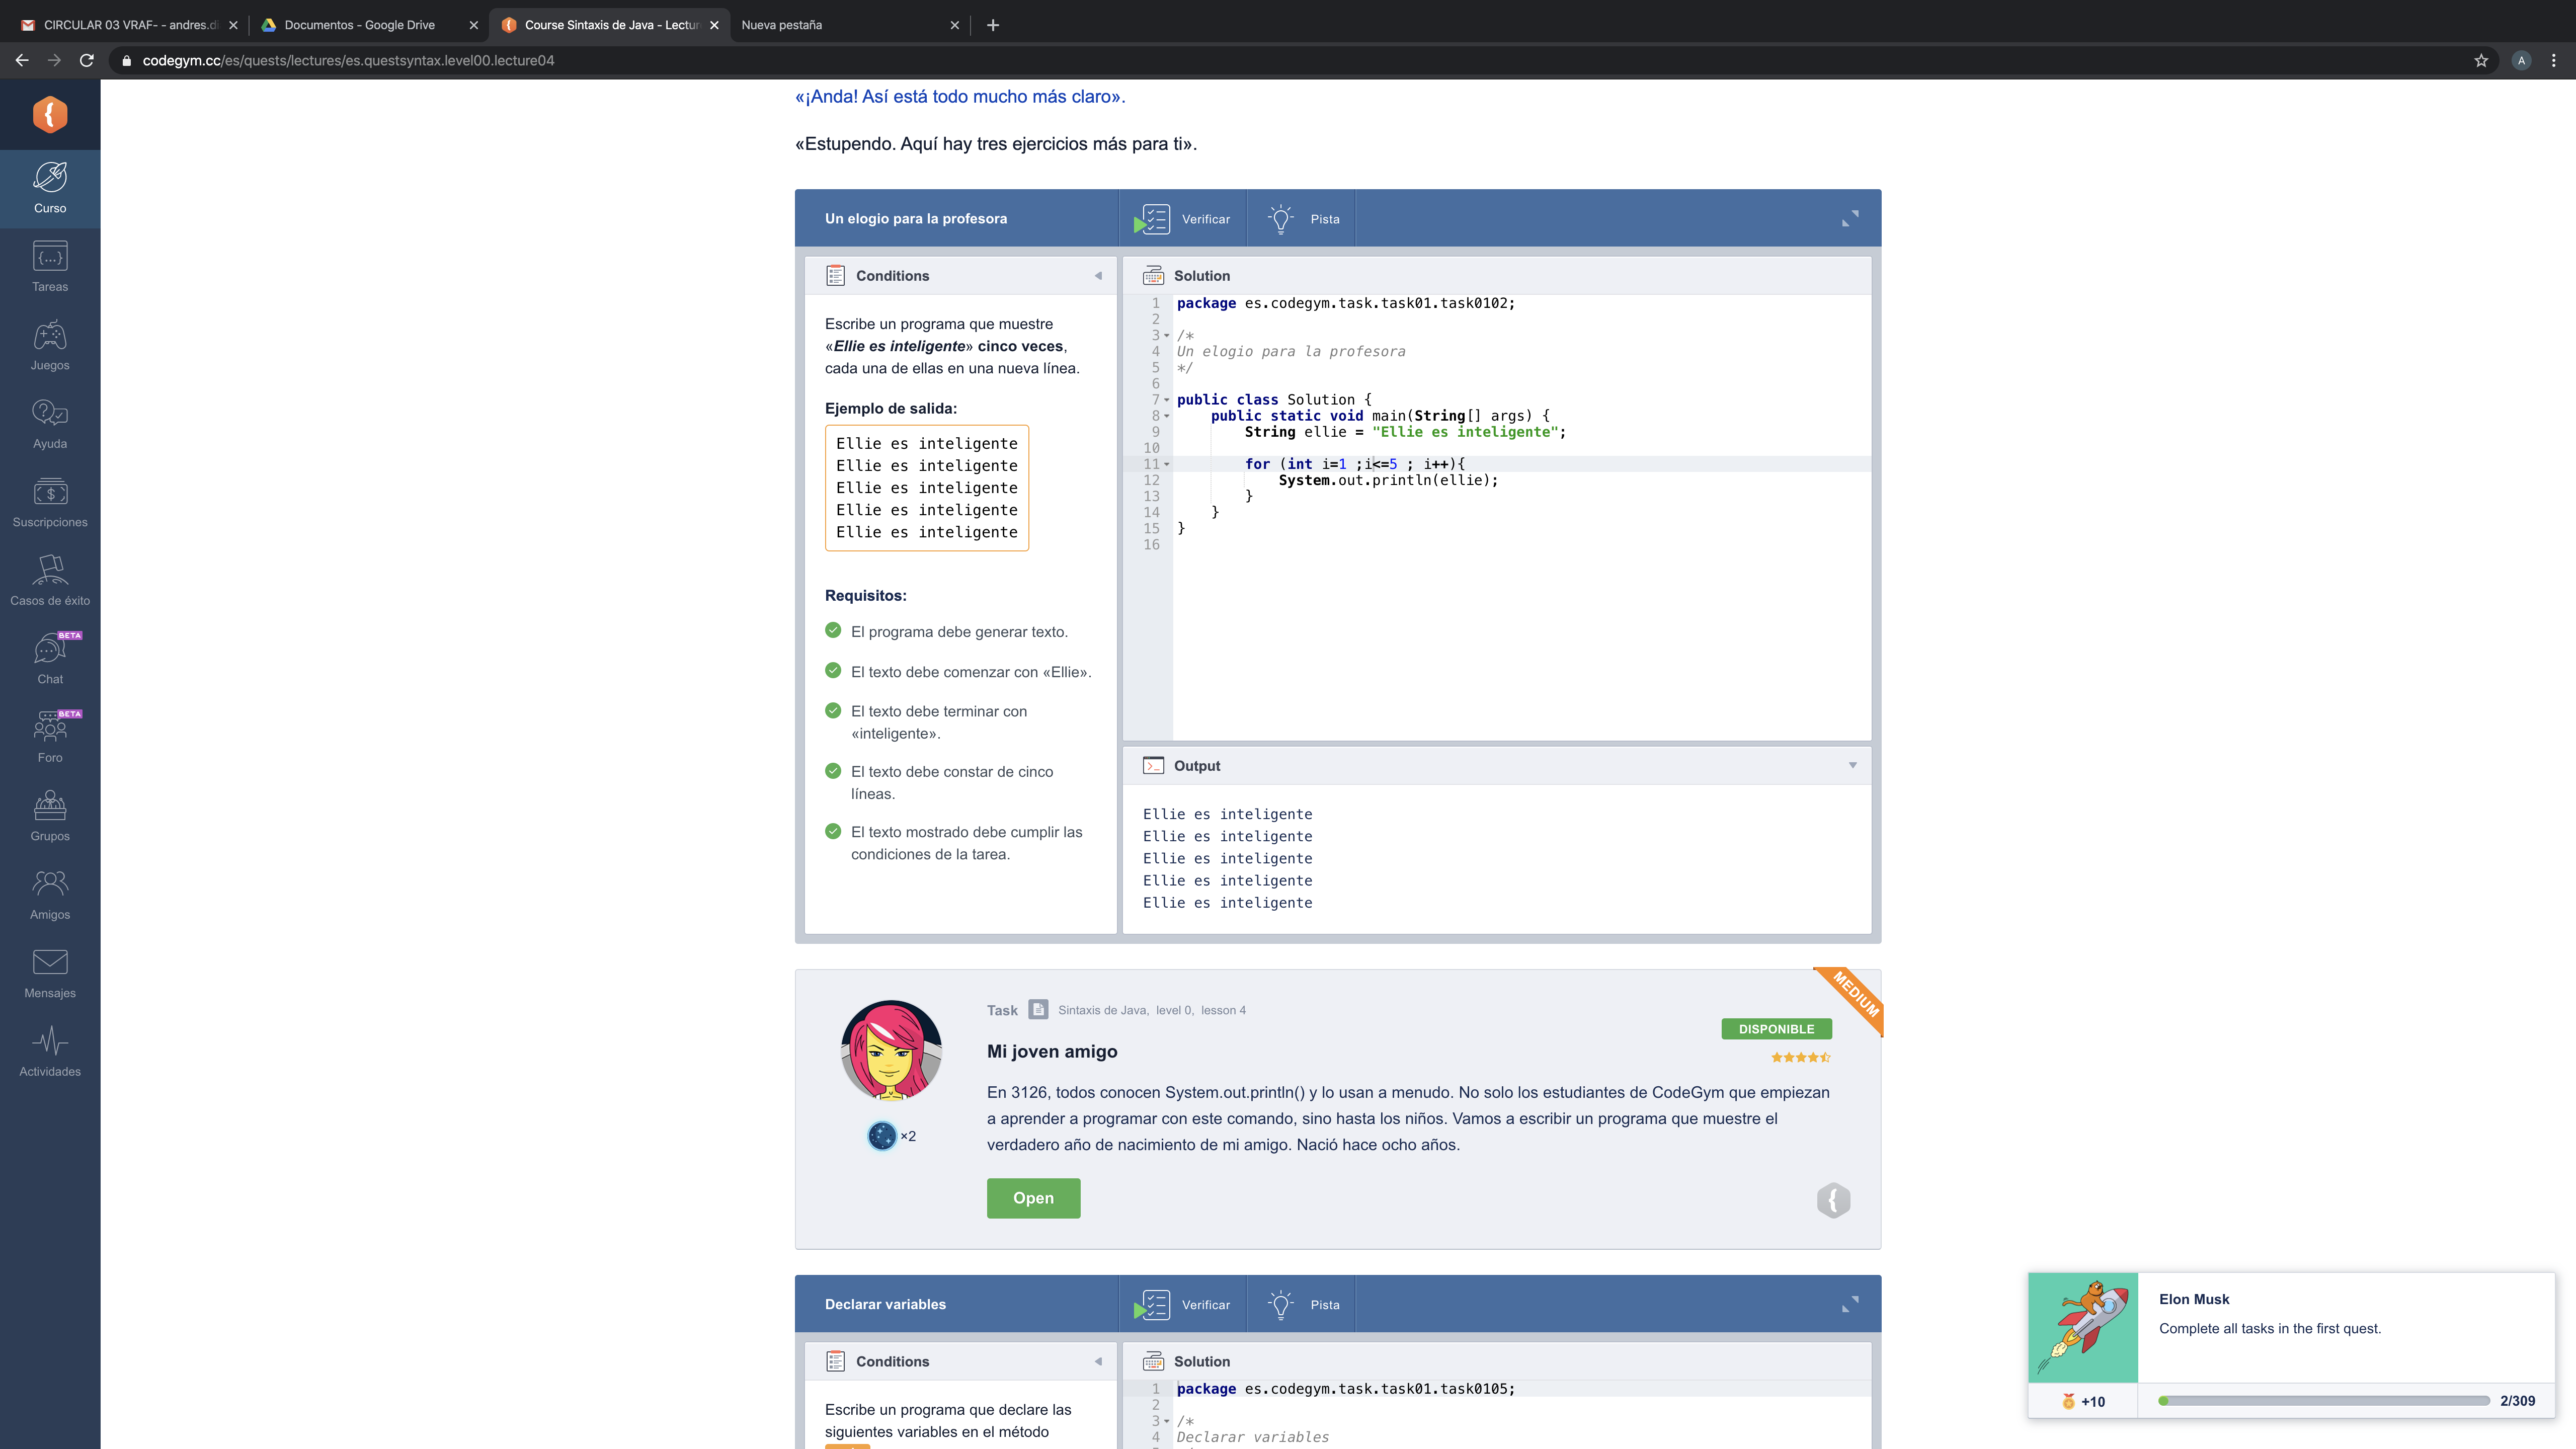 CIRCULAR 03 VRAF- - andres.di
Documentos - Google Drive
Course Sintaxis de Java - Lectur
Nueva pestaña
codegym.cc/es/quests/lectures/es.questsyntax.level00.lecture04
A
Curso
Tareas
Juegos
Ayuda
Suscripciones
Casos de éxito
BETA
Chat
BETA
Foro
Grupos
Amigos
Mensajes
Actividades
«¡Anda! Así está todo mucho más claro».
«Estupendo. Aquí hay tres ejercicios más para ti».
Un elogio para la profesora
Verificar
Pista
Conditions
Escribe un programa que muestre
«Ellie es inteligente» cinco veces,
cada una de ellas en una nueva línea.
Ejemplo de salida:
Ellie es inteligente
Ellie es inteligente
Ellie es inteligente
Ellie es inteligente
Ellie es inteligente
Requisitos:
El programa debe generar texto.
El texto debe comenzar con «Ellie».
El texto debe terminar con
«inteligente».
El texto debe constar de cinco
líneas.
El texto mostrado debe cumplir las
condiciones de la tarea.
Solution
1 package es.codegym.task.task01.task0102;
2
3 /*
4 Un elogio para la profesora
5 */
6
7 public class Solution {
8 public static void main(String[] args) {
9 String ellie = "Ellie es inteligente";
10
11 for (int i=1 ;i<=5 ; i++){
12 System.out.println(ellie);
13 }
14 }
15 }
16
Output
Ellie es inteligente
Ellie es inteligente
Ellie es inteligente
Ellie es inteligente
Ellie es inteligente
MEDIUM
Task Sintaxis de Java, level 0, lesson 4
DISPONIBLE
Mi joven amigo
En 3126, todos conocen System.out.println() y lo usan a menudo. No solo los estudiantes de CodeGym que empiezan
a aprender a programar con este comando, sino hasta los niños. Vamos a escribir un programa que muestre el
verdadero año de nacimiento de mi amigo. Nació hace ocho años.
×2
Open
Declarar variables
Verificar
Pista
Conditions
Escribe un programa que declare las
siguientes variables en el método
Solution
1 package es.codegym.task.task01.task0105;
2
3 /*
4 Declarar variables
Elon Musk
Complete all tasks in the first quest.
+10
2/309